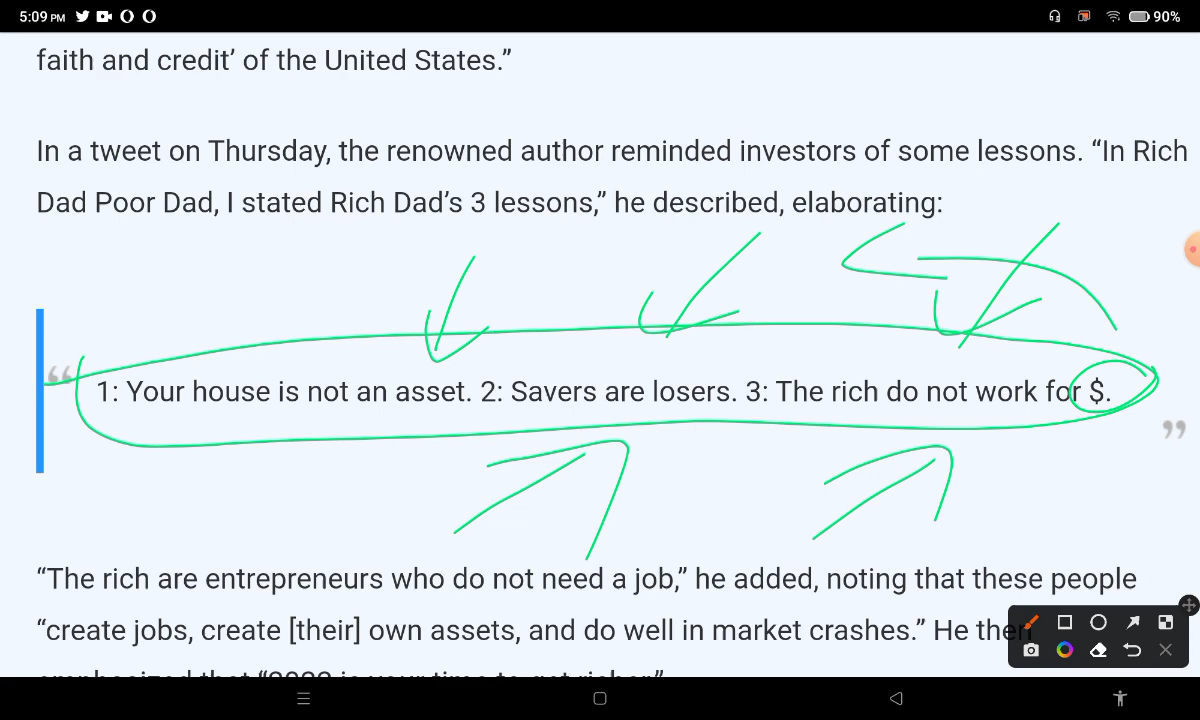 5:09 PM 90%
faith and credit’ of the United States.”
In a tweet on Thursday, the renowned author reminded investors of some lessons. “In Rich
Dad Poor Dad, I stated Rich Dad’s 3 lessons,” he described, elaborating:
“ 1: Your house is not an asset. 2: Savers are losers. 3: The rich do not work for $. ”
“The rich are entrepreneurs who do not need a job,” he added, noting that these people
“create jobs, create [their] own assets, and do well in market crashes.” He then